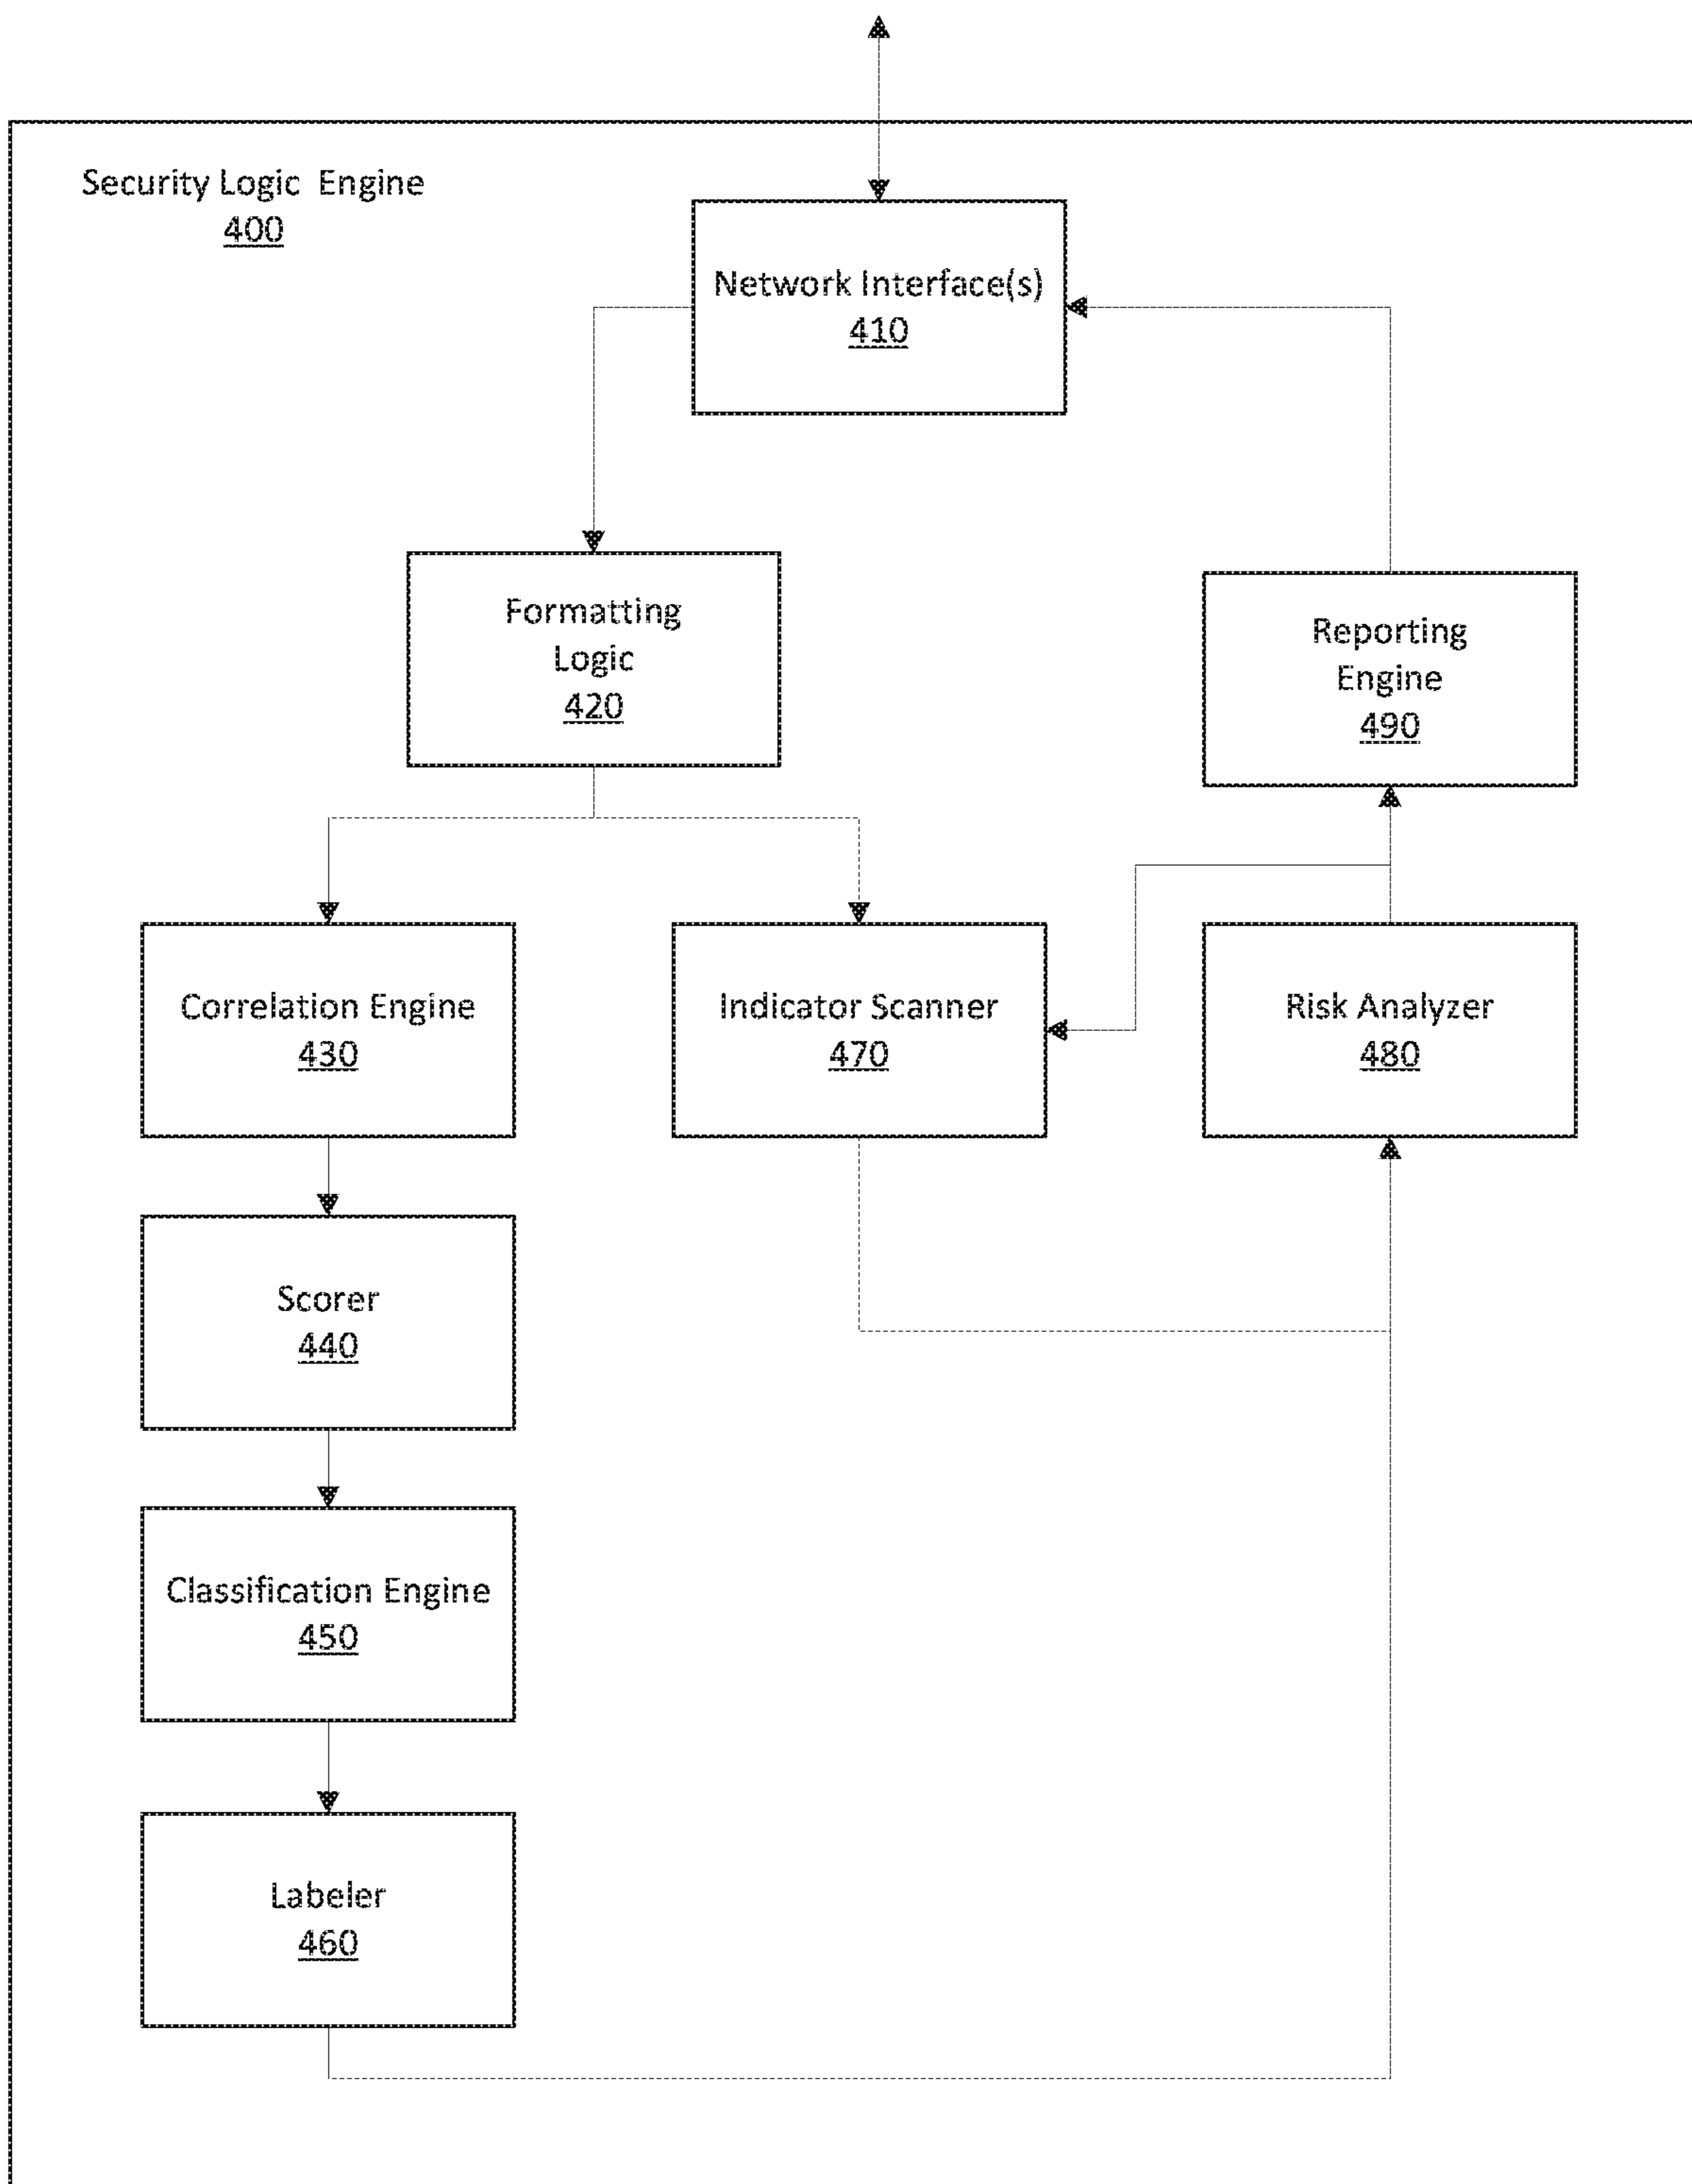 Security Logic Engine
400
Network Interface(s)
410
Formatting
Logic
420
Reporting
Engine
490
Correlation Engine
430
Indicator Scanner
470
Risk Analyzer
480
Scorer
440
Classification Engine
450
Labeler
460